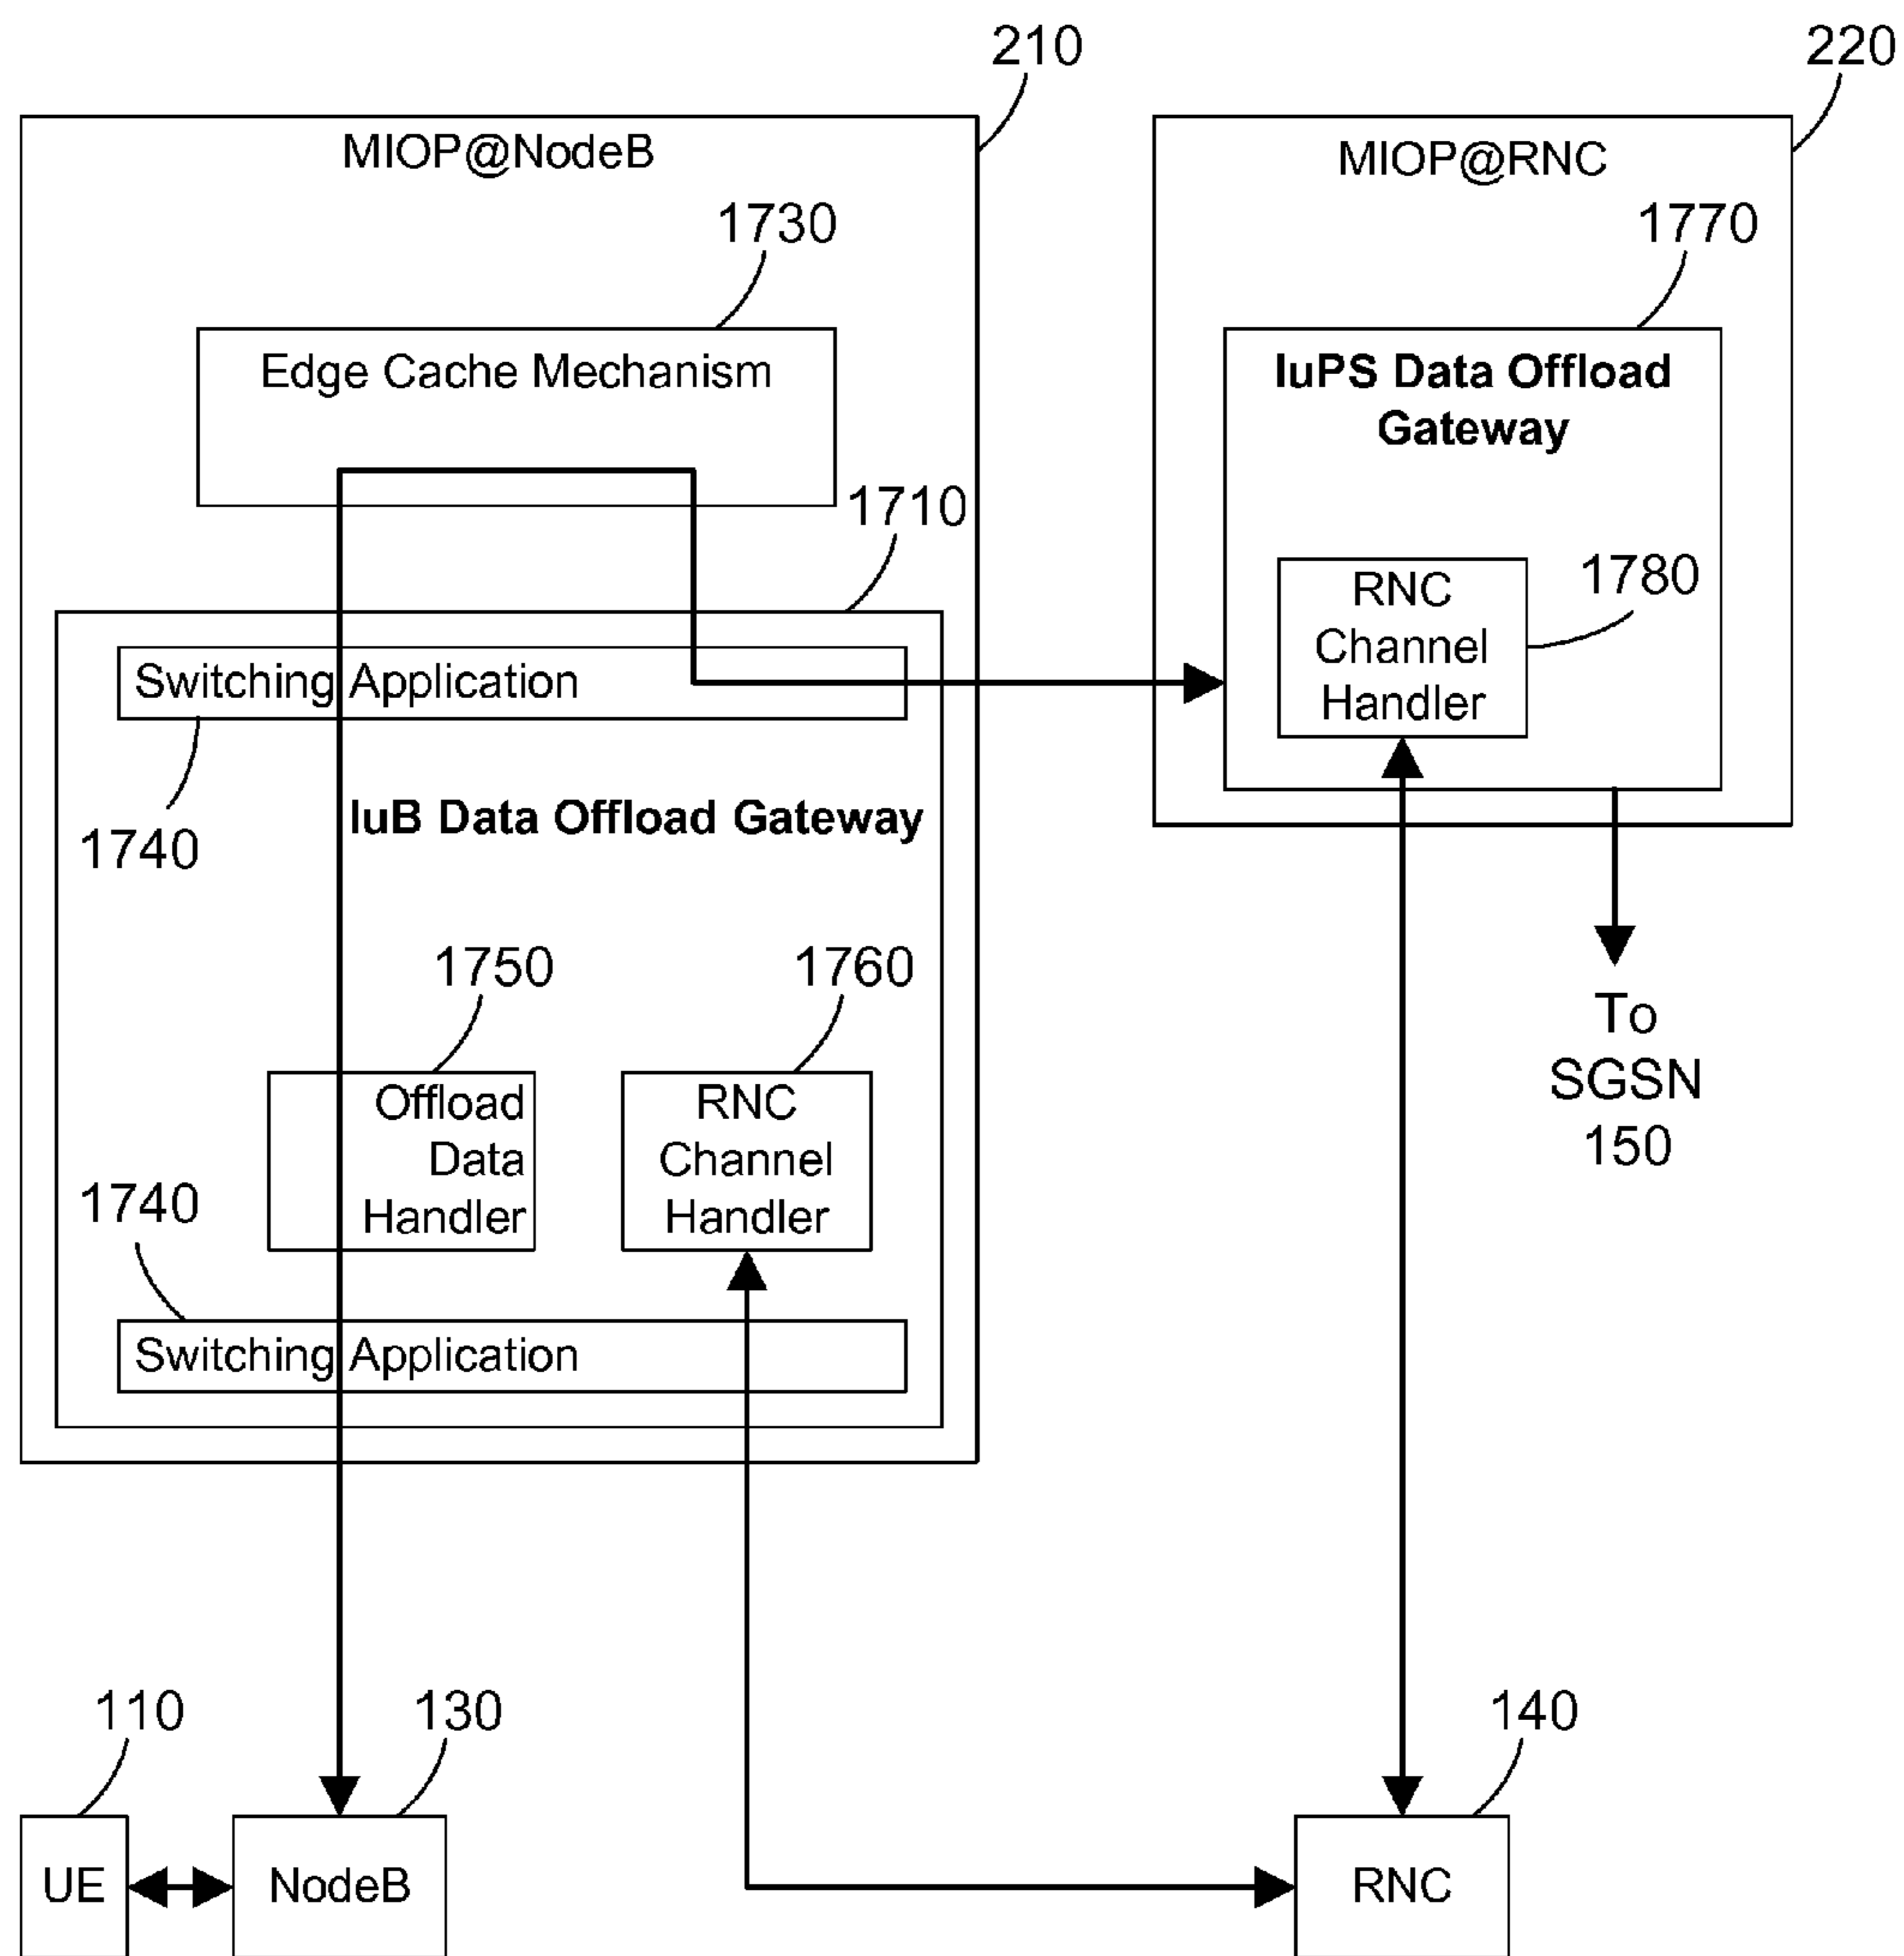 210
220
MIOP@NodeB
MIOP@RNC
1730
1770
Edge Cache Mechanism
IuPS Data Offload
Gateway
1710
RNC
Channel
Handler
1780
Switching Application
1740
IuB Data Offload Gateway
1750
1760
To
SGSN
150
Offload
Data
Handler
RNC
Channel
Handler
1740
Switching Application
110
130
140
UE
NodeB
RNC